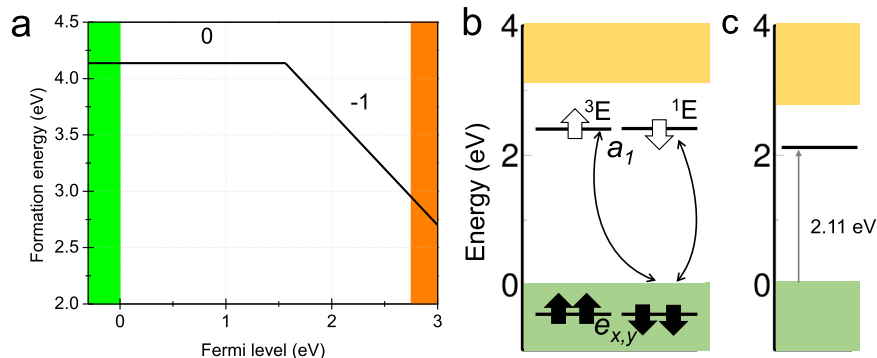 a
4.5
4.0
3.5
3.0
2.5
2.0
0
-1
Formation energy (eV)
0
1
2
3
Fermi level (eV)
b
4
2
0
Energy (eV)
³E
¹E
a₁
eₓ,ᵧ
c
4
2
0
2.11 eV